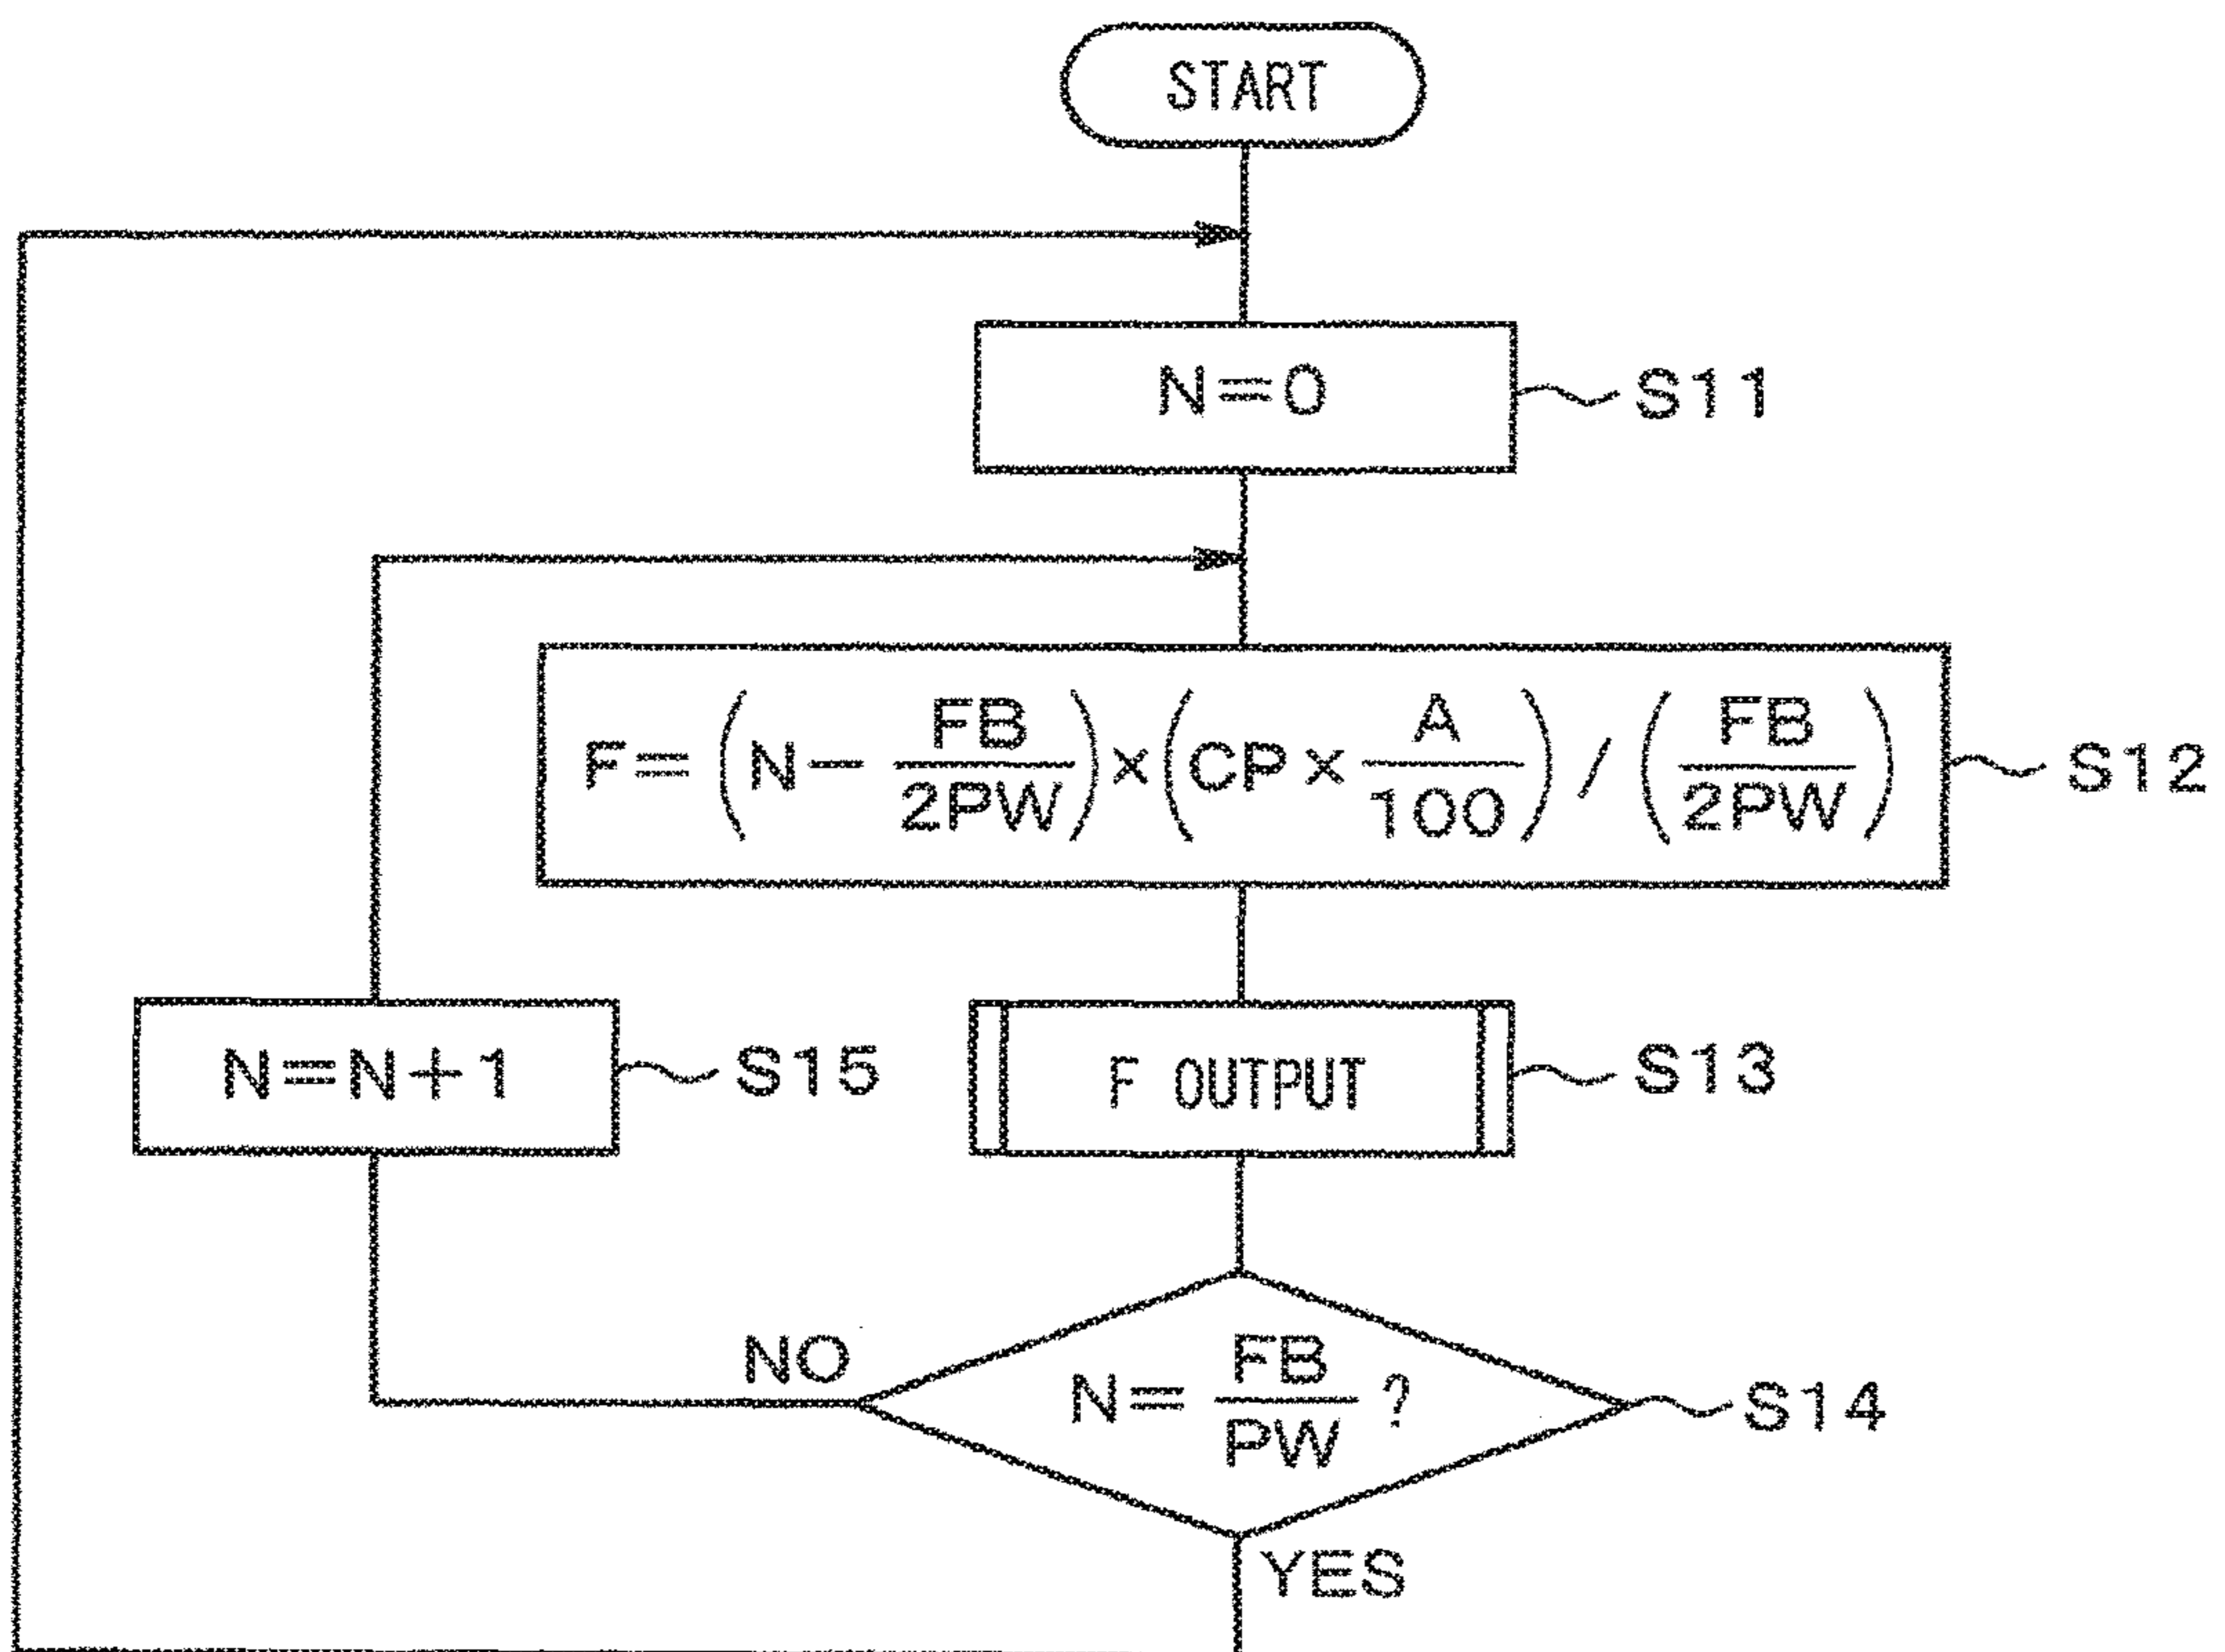 START
N=0
S11
F=(N-FB/2PW)×(CP×A/100)/(FB/2PW)
S12
N=N+1
S15
F OUTPUT
S13
NO
N=FB/PW?
S14
YES